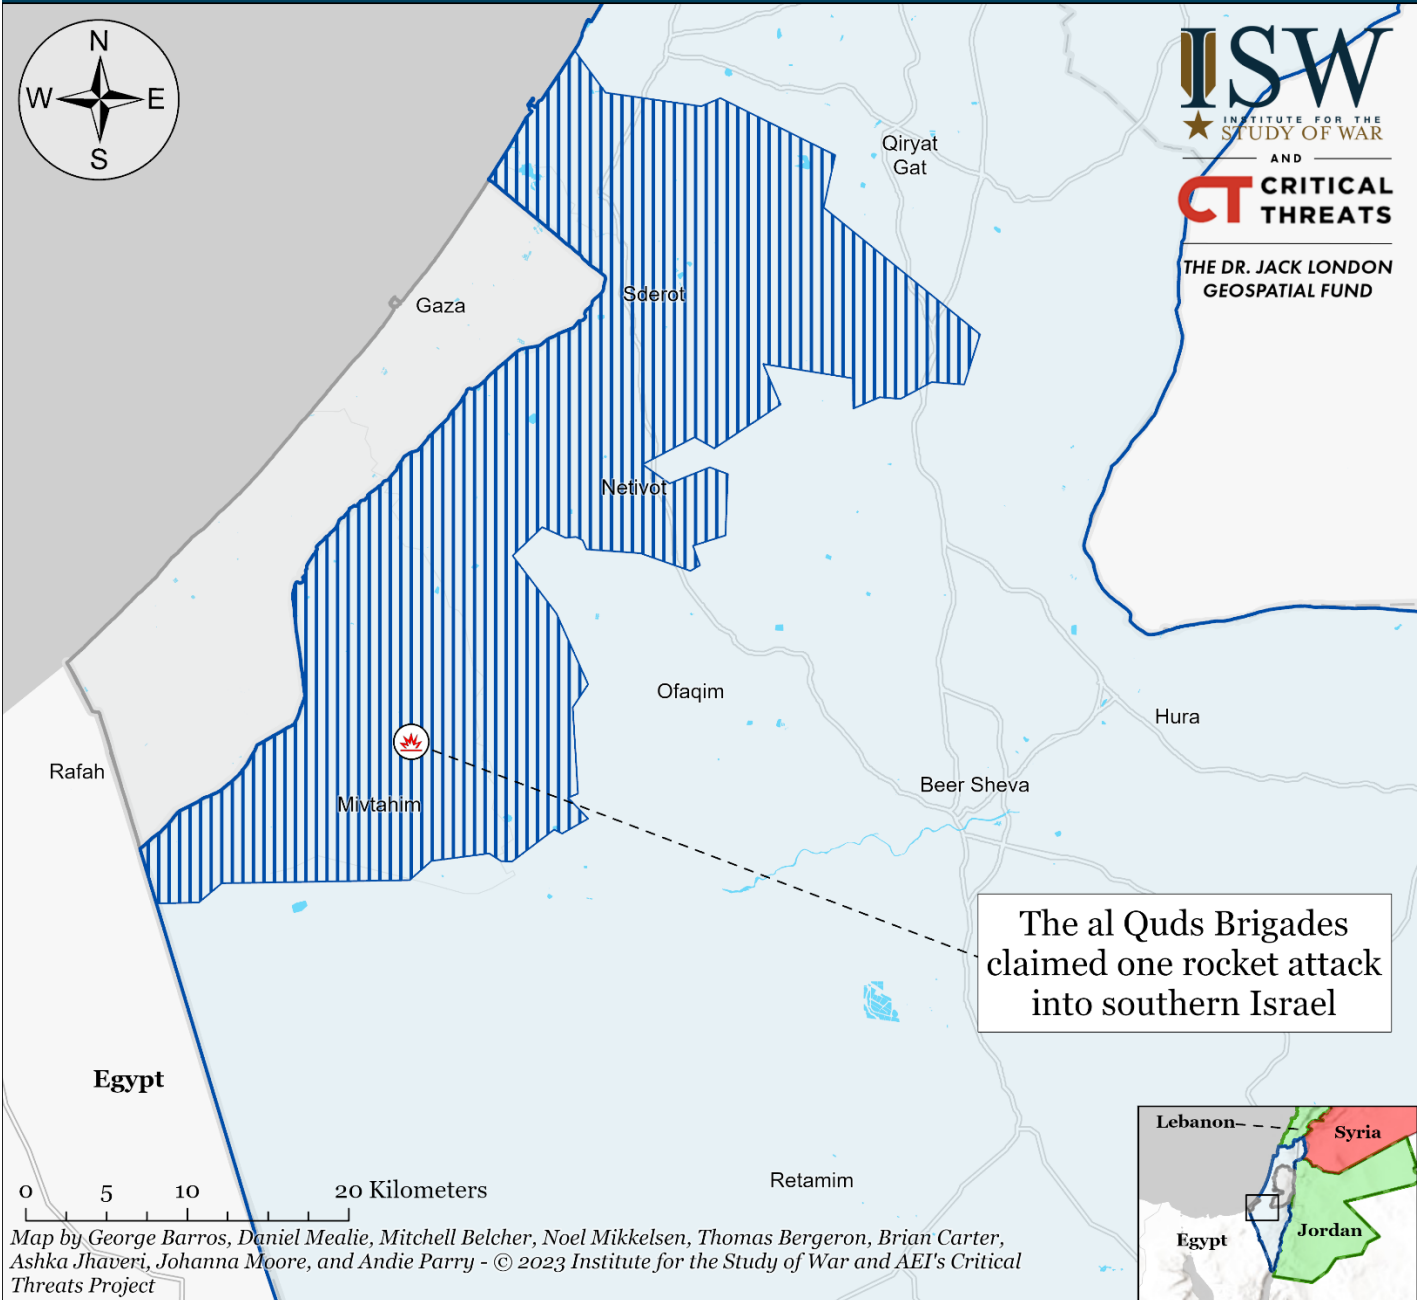 N
W
E
S
ISW
INSTITUTE FOR THE
STUDY OF WAR
AND
CT CRITICAL
THREATS
THE DR. JACK LONDON
GEOSPATIAL FUND
Qiryat
Gat
Sderot
Gaza
Netivot
Ofaqim
Hura
Rafah
Beer Sheva
Mivtahim
The al Quds Brigades
claimed one rocket attack
into southern Israel
Egypt
Retamim
Lebanon
Syria
Jordan
Egypt
0 5 10 20 Kilometers
Map by George Barros, Daniel Mealie, Mitchell Belcher, Noel Mikkelsen, Thomas Bergeron, Brian Carter,
Ashka Jhaveri, Johanna Moore, and Andie Parry - © 2023 Institute for the Study of War and AEI's Critical
Threats Project